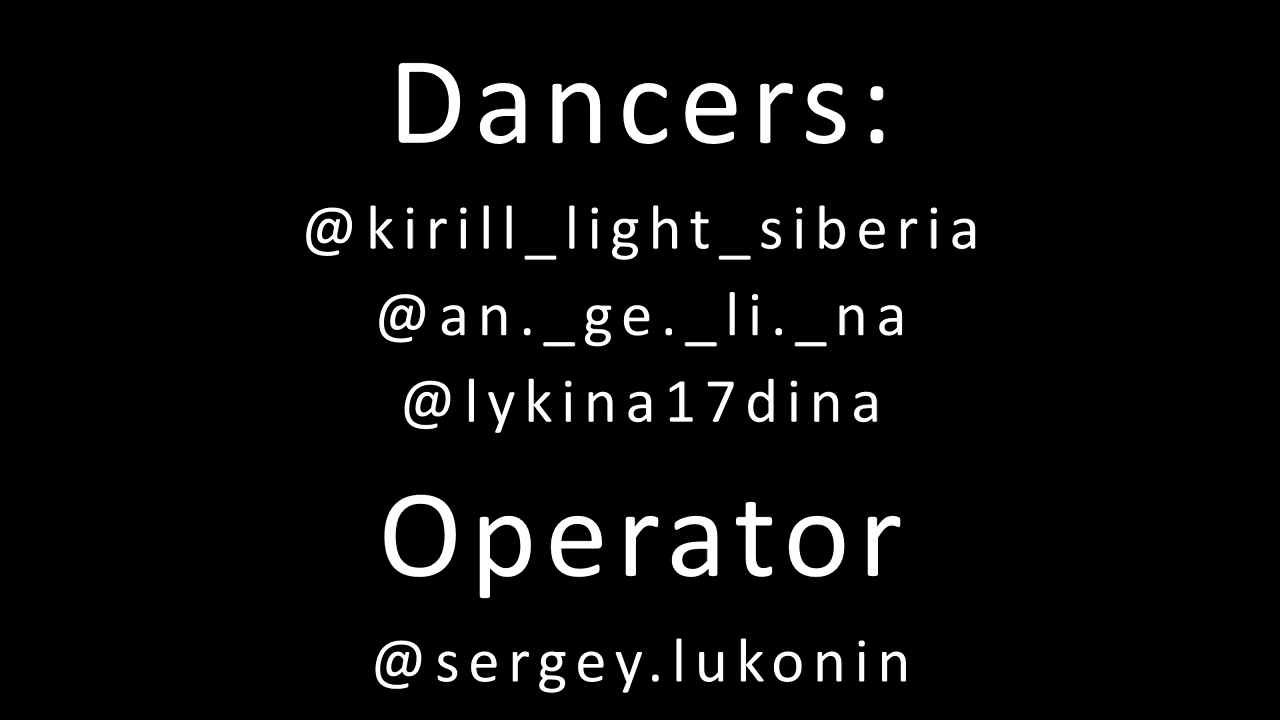 Dancers:
@kirill_light_siberia
@an._ge._li._na
@lykina17dina
Operator
@sergey.lukonin